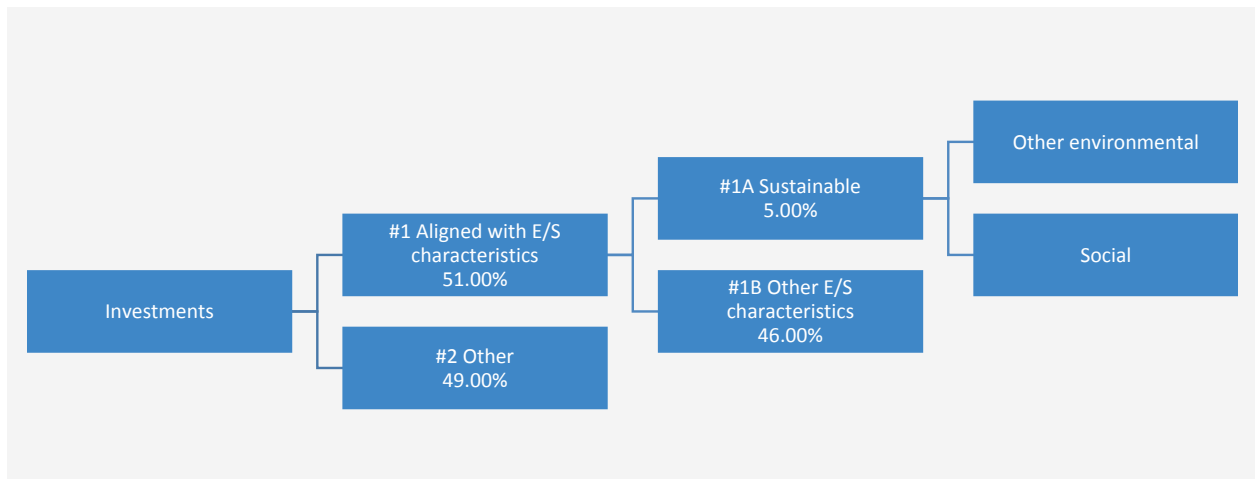 Investments
#1 Aligned with E/S
characteristics
51.00%
#2 Other
49.00%
#1A Sustainable
5.00%
#1B Other E/S
characteristics
46.00%
Other environmental
Social